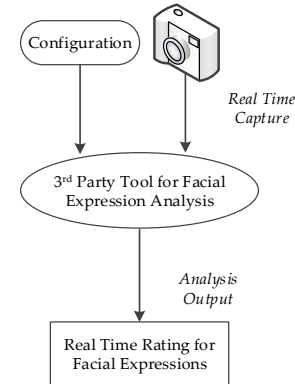 Configuration
Real Time
Capture
3rd Party Tool for Facial
Expression Analysis
Analysis
Output
Real Time Rating for
Facial Expressions